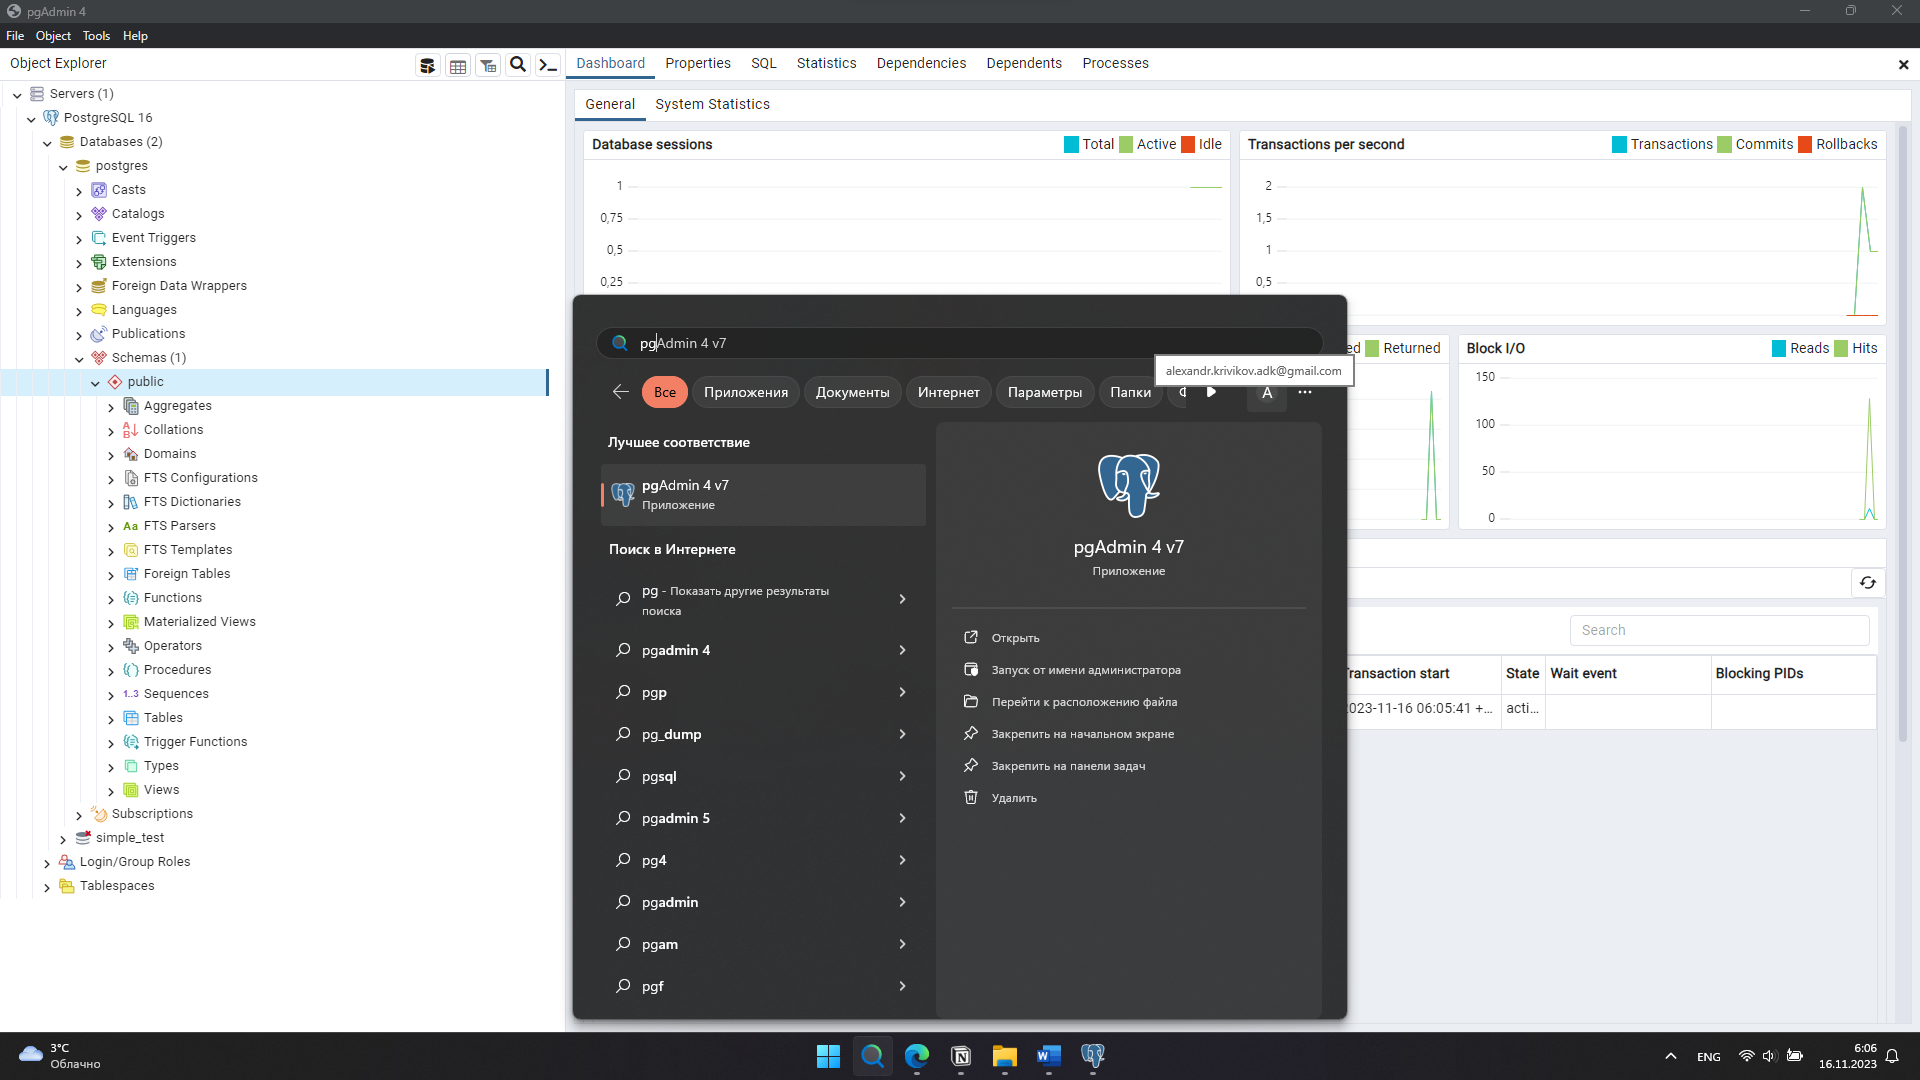 pgAdmin 4
File Object Tools Help
Object Explorer
Dashboard Properties SQL Statistics Dependencies Dependents Processes
Servers (1)
PostgreSQL 16
Databases (2)
postgres
Casts
Catalogs
Event Triggers
Extensions
Foreign Data Wrappers
Languages
Publications
Schemas (1)
public
Aggregates
Collations
Domains
FTS Configurations
FTS Dictionaries
FTS Parsers
FTS Templates
Foreign Tables
Functions
Materialized Views
Operators
Procedures
Sequences
Tables
Trigger Functions
Types
Views
Subscriptions
simple_test
Login/Group Roles
Tablespaces
General System Statistics
Database sessions Total Active Idle
1
0,75
0,5
0,25
Transactions per second Transactions Commits Rollbacks
2
1,5
1
0,5
Returned
Block I/O Reads Hits
150
100
50
0
Search
Transaction start State Wait event Blocking PIDs
2023-11-16 06:05:41 +... acti...
pgAdmin 4 v7
alexandr.krivikov.adk@gmail.com
Все Приложения Документы Интернет Параметры Папки A ...
Лучшее соответствие
pgAdmin 4 v7
Приложение
Поиск в Интернете
pg - Показать другие результаты
поиска
pgadmin 4
pgp
pg_dump
pgsql
pgadmin 5
pg4
pgadmin
pgam
pgf
pgAdmin 4 v7
Приложение
Открыть
Запуск от имени администратора
Перейти к расположению файла
Закрепить на начальном экране
Закрепить на панели задач
Удалить
3°C
Облачно
ENG
6:06
16.11.2023